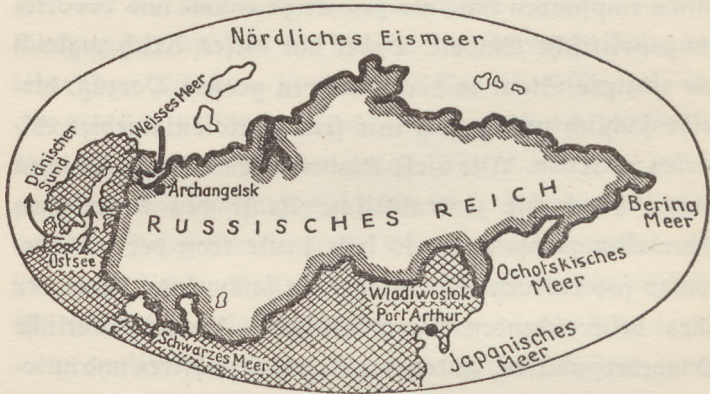 Nördliches Eismeer
Weisses Meer
Dänischer
Sund
Archangelsk
RUSSISCHES REICH
Bering
Meer
Ostsee
Ochotskisches
Meer
Wladiwostok
Port Arthur
Schwarzes Meer
Japanisches
Meer